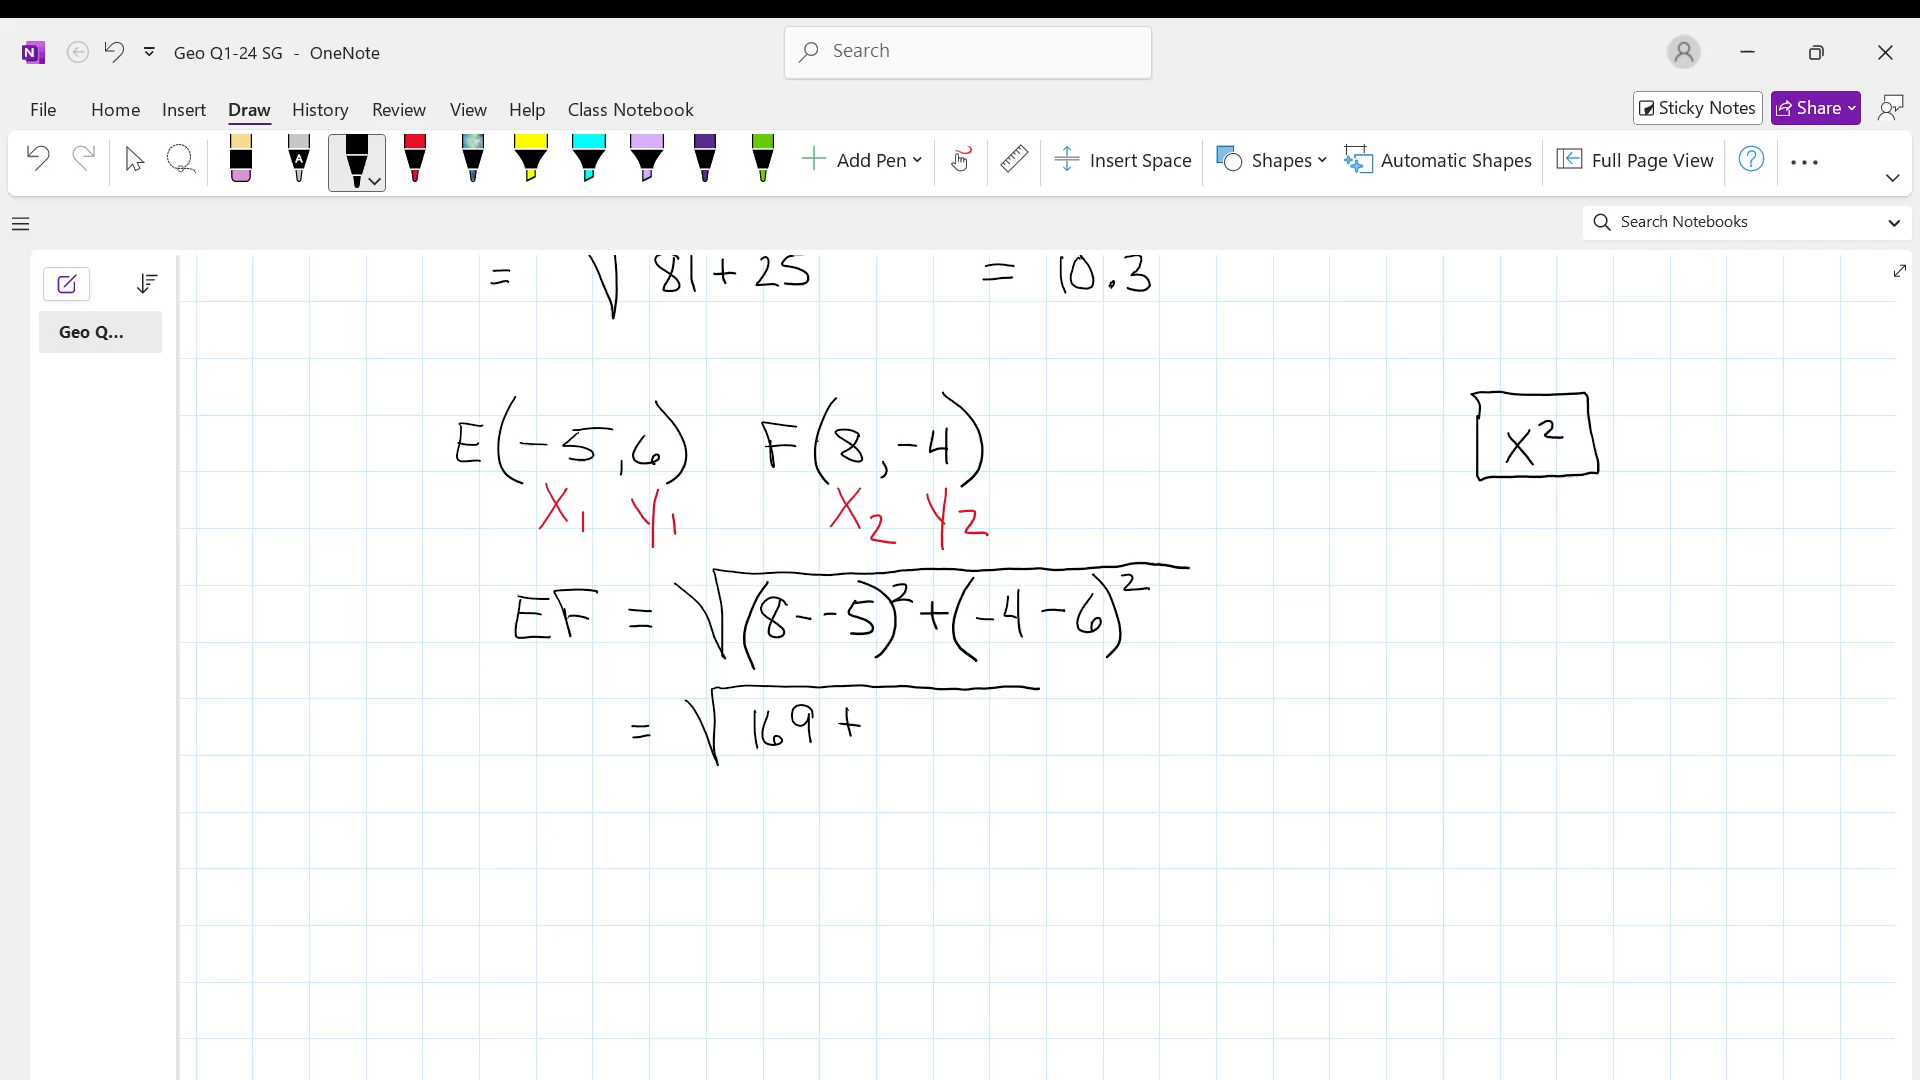 Geo Q1-24 SG - OneNote
Search
File Home Insert Draw History Review View Help Class Notebook
Sticky Notes Share
A Add Pen Insert Space Shapes Automatic Shapes Full Page View
Search Notebooks
Geo Q...
= √81 + 25 = 10.3
E(-5,6) F(8,-4)
X²
X₁ Y₁ X₂ Y₂
EF = √(8--5)²+(-4-6)²
= √169 +